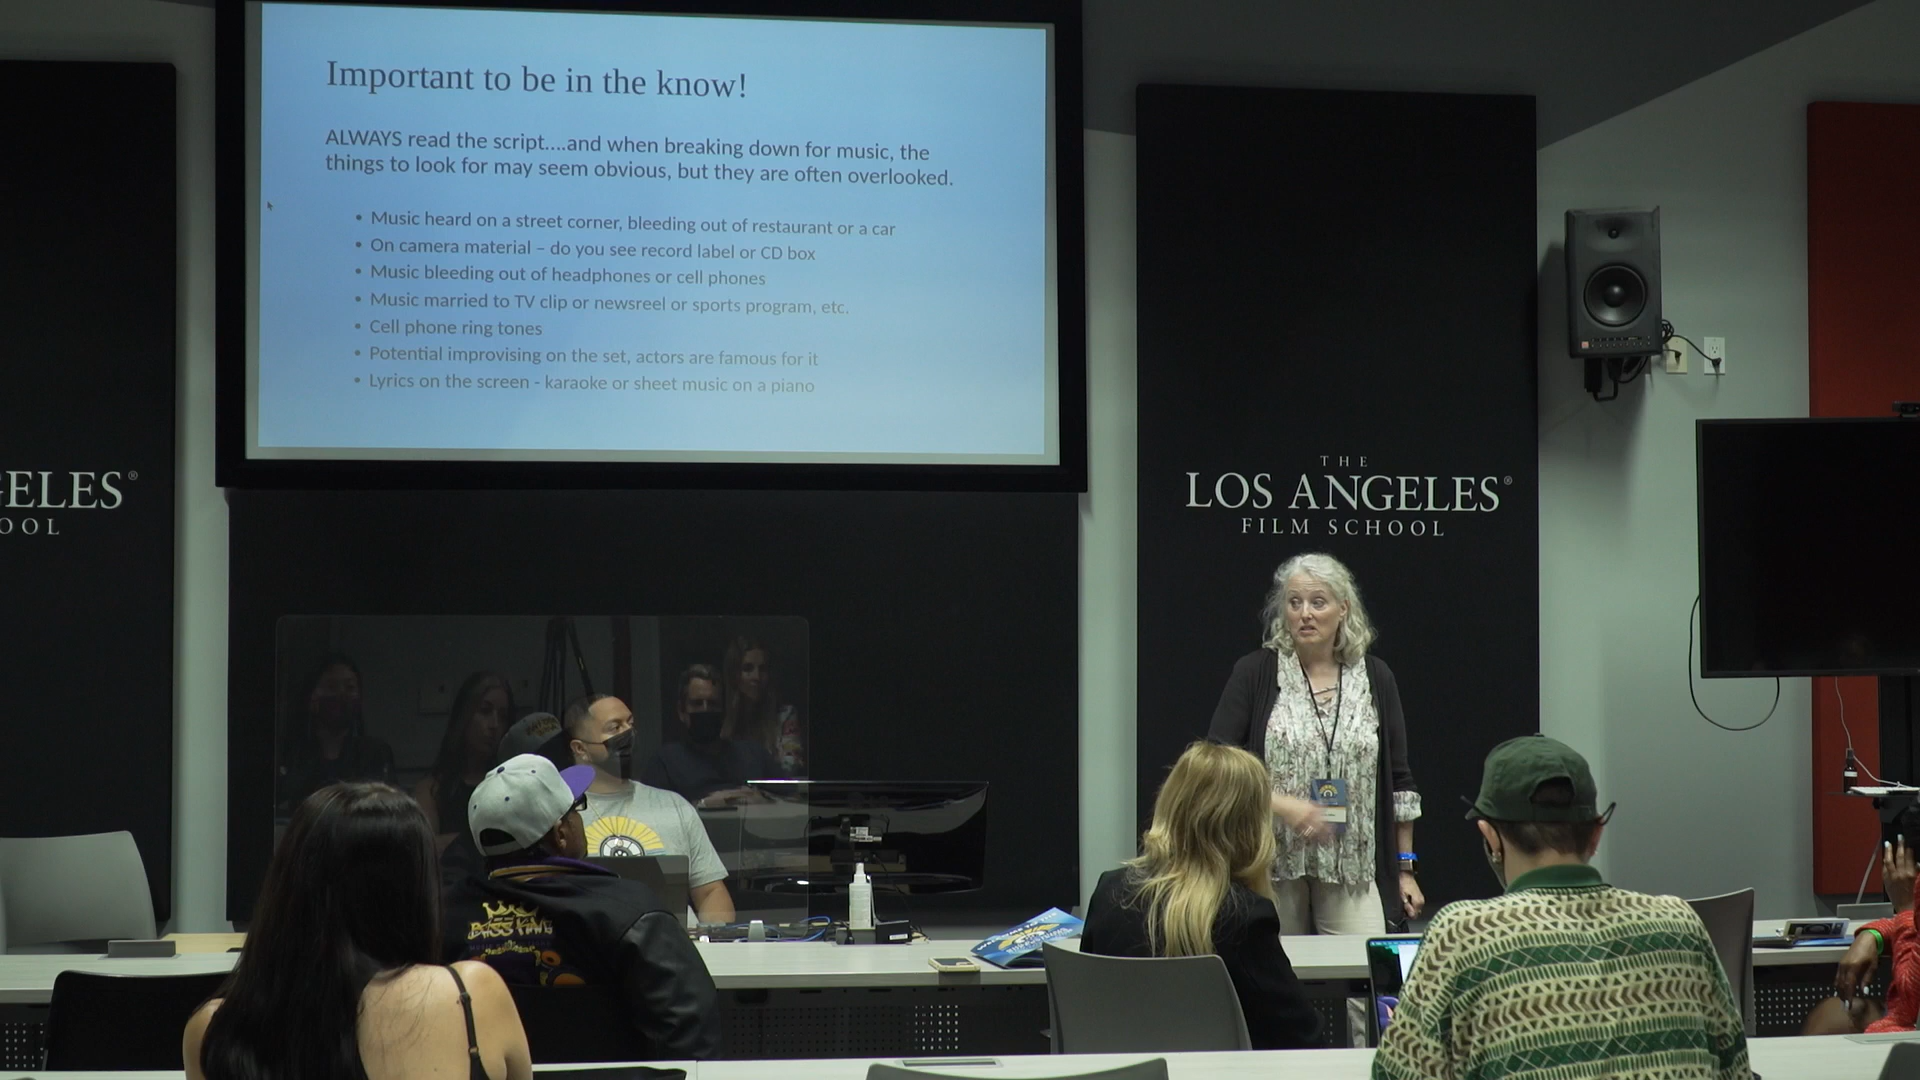 Important to be in the know!
ALWAYS read the script....and when breaking down for music, the
things to look for may seem obvious, but they are often overlooked.
• Music heard on a street corner, bleeding out of restaurant or a car
• On camera material – do you see record label or CD box
• Music bleeding out of headphones or cell phones
• Music married to TV clip or newsreel or sports program, etc.
• Cell phone ring tones
• Potential improvising on the set, actors are famous for it
• Lyrics on the screen - karaoke or sheet music on a piano
GELES®
OOL
THE
LOS ANGELES®
FILM SCHOOL